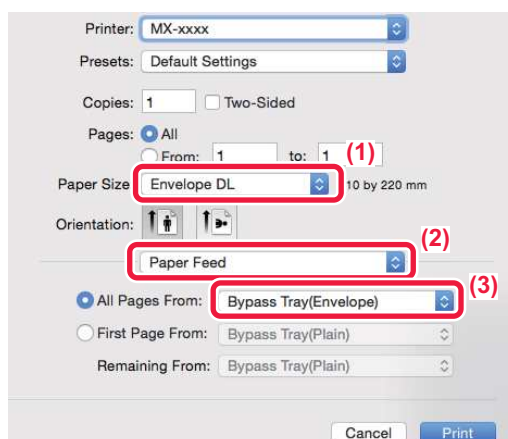 Printer: MX-xxxx
Presets: Default Settings
Copies: 1 Two-Sided
Pages: All
From: 1 to: 1 (1)
Paper Size Envelope DL 10 by 220 mm
Orientation:
(2)
Paper Feed
(3)
All Pages From: Bypass Tray(Envelope)
First Page From: Bypass Tray(Plain)
Remaining From: Bypass Tray(Plain)
Cancel Print